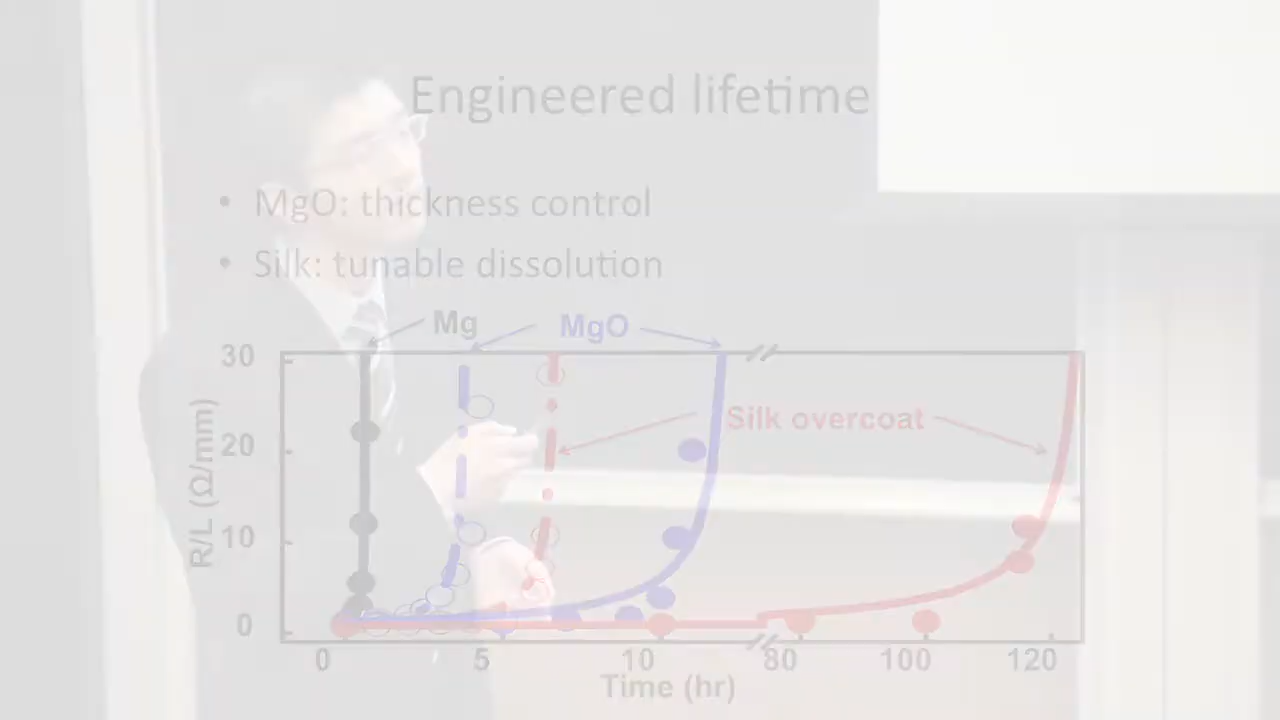 Engineered lifetime
• MgO: thickness control
• Silk: tunable dissolution
Mg
MgO
Silk overcoat
30
20
10
0
R/L (Ω/mm)
0 5 10 80 100 120
Time (hr)